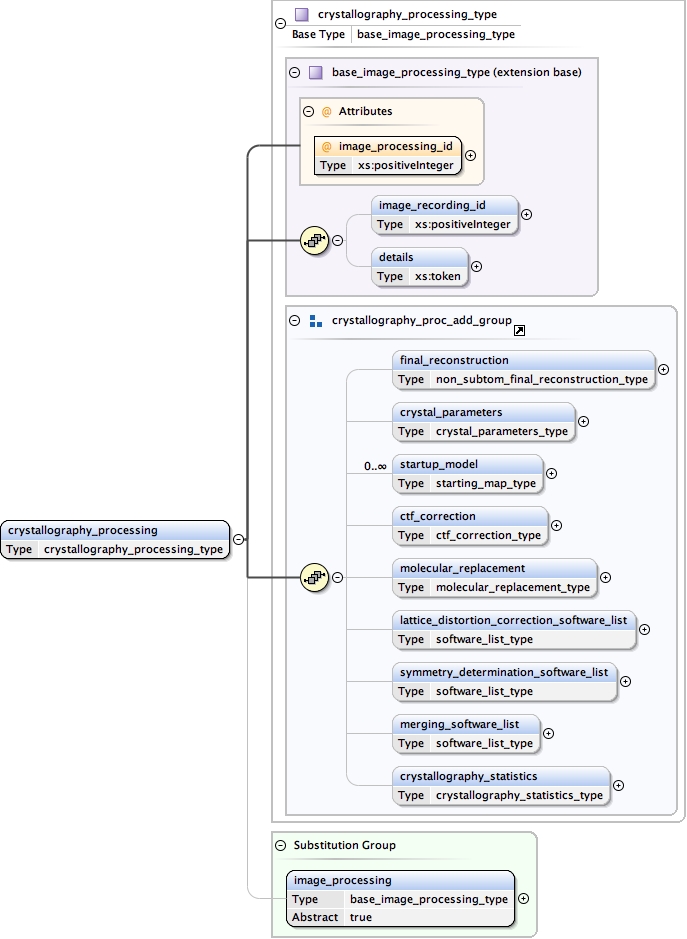 crystallography_processing_type
Base Type base_image_processing_type
base_image_processing_type (extension base)
@ Attributes
@ image_processing_id
Type xs:positiveInteger
image_recording_id
Type xs:positiveInteger
details
Type xs:token
crystallography_proc_add_group
final_reconstruction
Type non_subtom_final_reconstruction_type
crystal_parameters
Type crystal_parameters_type
0..∞
startup_model
Type starting_map_type
ctf_correction
Type ctf_correction_type
crystallography_processing
Type crystallography_processing_type
molecular_replacement
Type molecular_replacement_type
lattice_distortion_correction_software_list
Type software_list_type
symmetry_determination_software_list
Type software_list_type
merging_software_list
Type software_list_type
crystallography_statistics
Type crystallography_statistics_type
Substitution Group
image_processing
Type base_image_processing_type
Abstract true